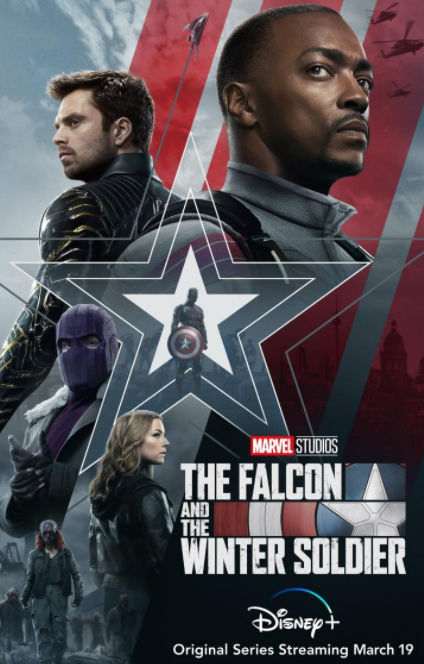 MARVEL STUDIOS
THE FALCON
AND
THE
WINTER SOLDIER
Disney+
Original Series Streaming March 19